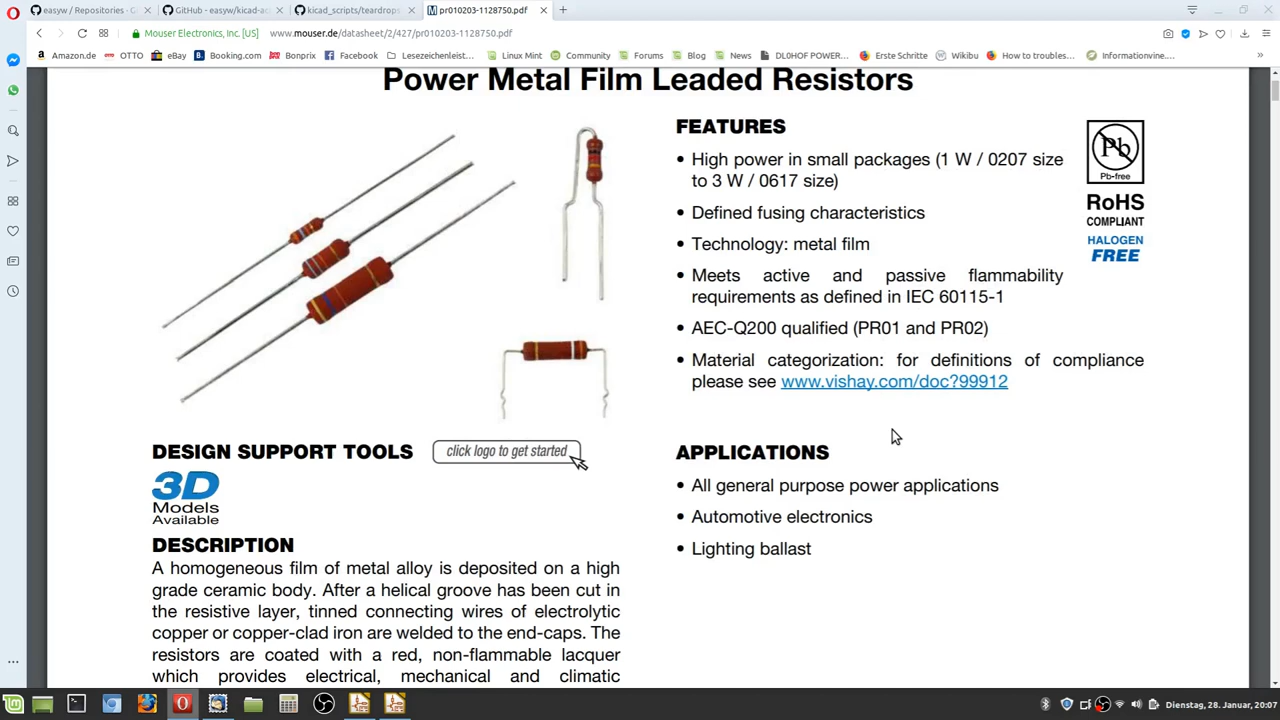 easyw / Repositories · G
GitHub - easyw/kicad-ac
kicad_scripts/teardrops
pr010203-1128750.pdf
Mouser Electronics, Inc. [US]
www.mouser.de/datasheet/2/427/pr010203-1128750.pdf
Amazon.de
OTTO
eBay
Booking.com
Bonprix
Facebook
Lesezeichenleist...
Linux Mint
Community
Forums
Blog
News
DL0HOF POWER...
Erste Schritte
Wikibu
How to troubles...
Informationvine....
»
Power Metal Film Leaded Resistors
FEATURES
• High power in small packages (1 W / 0207 size
to 3 W / 0617 size)
• Defined fusing characteristics
• Technology: metal film
• Meets active and passive flammability
requirements as defined in IEC 60115-1
• AEC-Q200 qualified (PR01 and PR02)
• Material categorization: for definitions of compliance
please see www.vishay.com/doc?99912
Pb
Pb-free
RoHS
COMPLIANT
HALOGEN
FREE
DESIGN SUPPORT TOOLS
click logo to get started
3D
Models
Available
APPLICATIONS
• All general purpose power applications
• Automotive electronics
• Lighting ballast
DESCRIPTION
A homogeneous film of metal alloy is deposited on a high
grade ceramic body. After a helical groove has been cut in
the resistive layer, tinned connecting wires of electrolytic
copper or copper-clad iron are welded to the end-caps. The
resistors are coated with a red, non-flammable lacquer
which provides electrical, mechanical and climatic
Dienstag, 28. Januar, 20:07